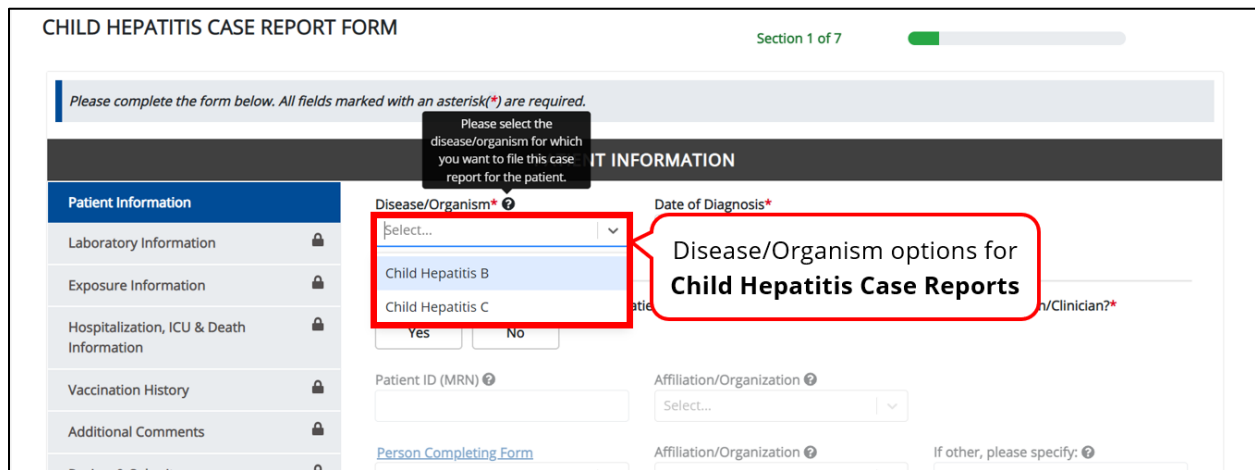 CHILD HEPATITIS CASE REPORT FORM
Section 1 of 7
Please complete the form below. All fields marked with an asterisk(*) are required.
Please select the
disease/organism for which
you want to file this case
report for the patient.
NT INFORMATION
Patient Information
Laboratory Information
Exposure Information
Hospitalization, ICU & Death
Information
Vaccination History
Additional Comments
Disease/Organism*
Date of Diagnosis*
Select...
Child Hepatitis B
Child Hepatitis C
Disease/Organism options for
Child Hepatitis Case Reports
n/Clinician?*
Yes No
Patient ID (MRN)
Affiliation/Organization
Select...
Person Completing Form
Affiliation/Organization
If other, please specify: